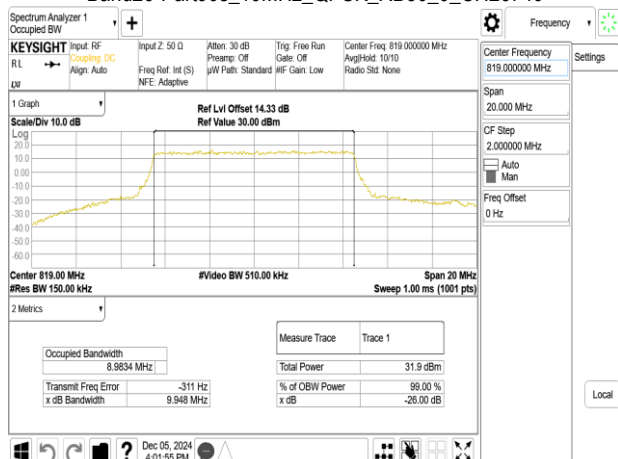 Spectrum Analyzer 1
Occupied BW
Frequency
KEYSIGHT
RL
Input: RF
Coupling: DC
Align: Auto
Input Z: 50 Ω
Freq Ref: Int (S)
NFE: Adaptive
Atten: 30 dB
Preamp: Off
µW Path: Standard
Trig: Free Run
Gate: Off
#IF Gain: Low
Center Freq: 819.000000 MHz
Avg|Hold: 10/10
Radio Std: None
Center Frequency
819.000000 MHz
Settings
Span
20.000 MHz
CF Step
2.000000 MHz
Auto
Man
Freq Offset
0 Hz
Local
1 Graph
Scale/Div 10.0 dB
Ref Lvl Offset 14.33 dB
Ref Value 30.00 dBm
Log
20.0
10.0
0.00
-10.0
-20.0
-30.0
-40.0
-50.0
-60.0
Center 819.00 MHz
#Res BW 150.00 kHz
#Video BW 510.00 kHz
Span 20 MHz
Sweep 1.00 ms (1001 pts)
2 Metrics
Measure Trace Trace 1
Occupied Bandwidth
8.9834 MHz
Total Power 31.9 dBm
Transmit Freq Error -311 Hz
% of OBW Power 99.00 %
x dB Bandwidth 9.948 MHz
x dB -26.00 dB
?
Dec 05, 2024
4:01:55 PM